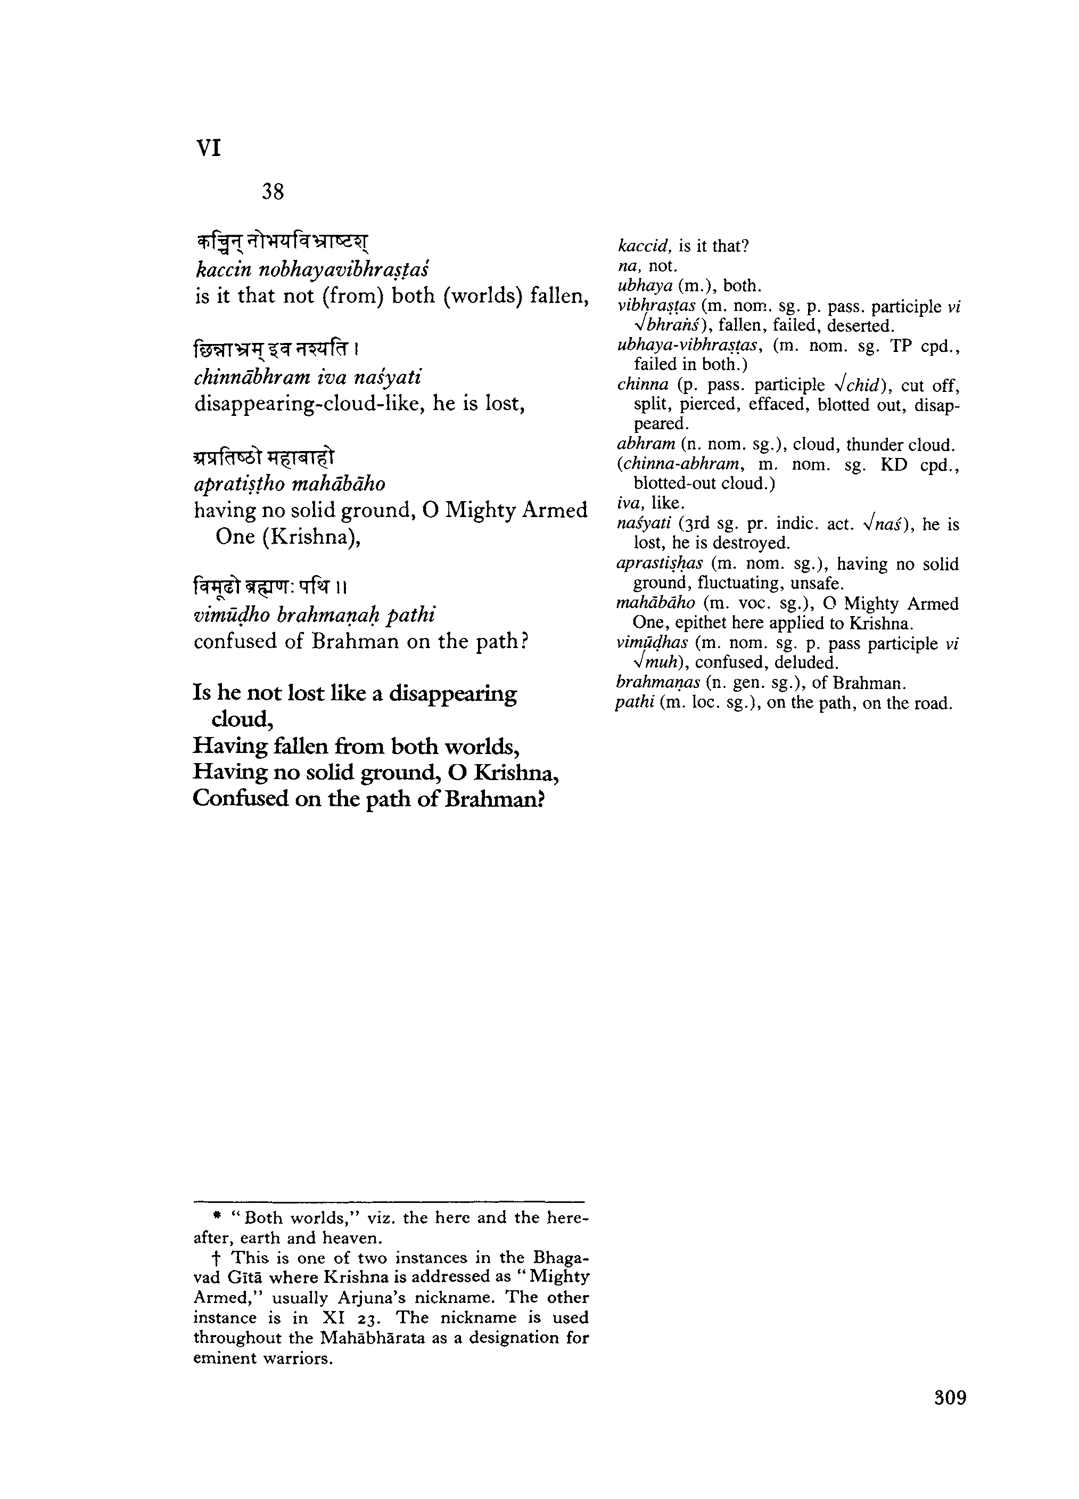 VI
38
कच्चिन् नोभयविभ्राष्टश्
kaccin nobhayavibhraṣṭaś
is it that not (from) both (worlds) fallen,
छिन्नाभ्रम् इव नश्यति ।
chinnābhram iva naśyati
disappearing-cloud-like, he is lost,
अप्रतिष्ठो महाबाहो
apratiṣṭho mahābāho
having no solid ground, O Mighty Armed
One (Krishna),
विमूढो ब्रह्मणः पथि ।।
vimūḍho brahmaṇaḥ pathi
confused of Brahman on the path?
Is he not lost like a disappearing
cloud,
Having fallen from both worlds,
Having no solid ground, O Krishna,
Confused on the path of Brahman?
kaccid, is it that?
na, not.
ubhaya (m.), both.
vibhraṣṭas (m. nom. sg. p. pass. participle vi
√bhraṅś), fallen, failed, deserted.
ubhaya-vibhraṣṭas, (m. nom. sg. TP cpd.,
failed in both.)
chinna (p. pass. participle √chid), cut off,
split, pierced, effaced, blotted out, disap-
peared.
abhram (n. nom. sg.), cloud, thunder cloud.
(chinna-abhram, m. nom. sg. KD cpd.,
blotted-out cloud.)
iva, like.
naśyati (3rd sg. pr. indic. act. √naś), he is
lost, he is destroyed.
aprastiṣhas (m. nom. sg.), having no solid
ground, fluctuating, unsafe.
mahābāho (m. voc. sg.), O Mighty Armed
One, epithet here applied to Krishna.
vimūḍhas (m. nom. sg. p. pass participle vi
√muh), confused, deluded.
brahmaṇas (n. gen. sg.), of Brahman.
pathi (m. loc. sg.), on the path, on the road.
* "Both worlds," viz. the here and the here-
after, earth and heaven.
† This is one of two instances in the Bhaga-
vad Gītā where Krishna is addressed as "Mighty
Armed," usually Arjuna's nickname. The other
instance is in XI 23. The nickname is used
throughout the Mahābhārata as a designation for
eminent warriors.
309